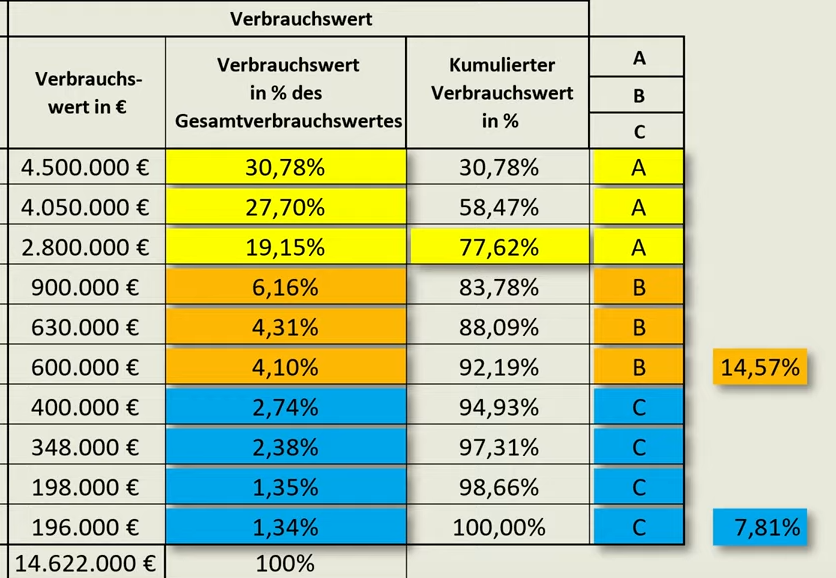 Verbrauchswert
Verbrauchs-
wert in €
Verbrauchswert
in % des
Gesamtverbrauchswertes
Kumulierter
Verbrauchswert
in %
A
B
C
4.500.000 € 30,78% 30,78% A
4.050.000 € 27,70% 58,47% A
2.800.000 € 19,15% 77,62% A
900.000 € 6,16% 83,78% B
630.000 € 4,31% 88,09% B
600.000 € 4,10% 92,19% B 14,57%
400.000 € 2,74% 94,93% C
348.000 € 2,38% 97,31% C
198.000 € 1,35% 98,66% C
196.000 € 1,34% 100,00% C 7,81%
14.622.000 € 100%